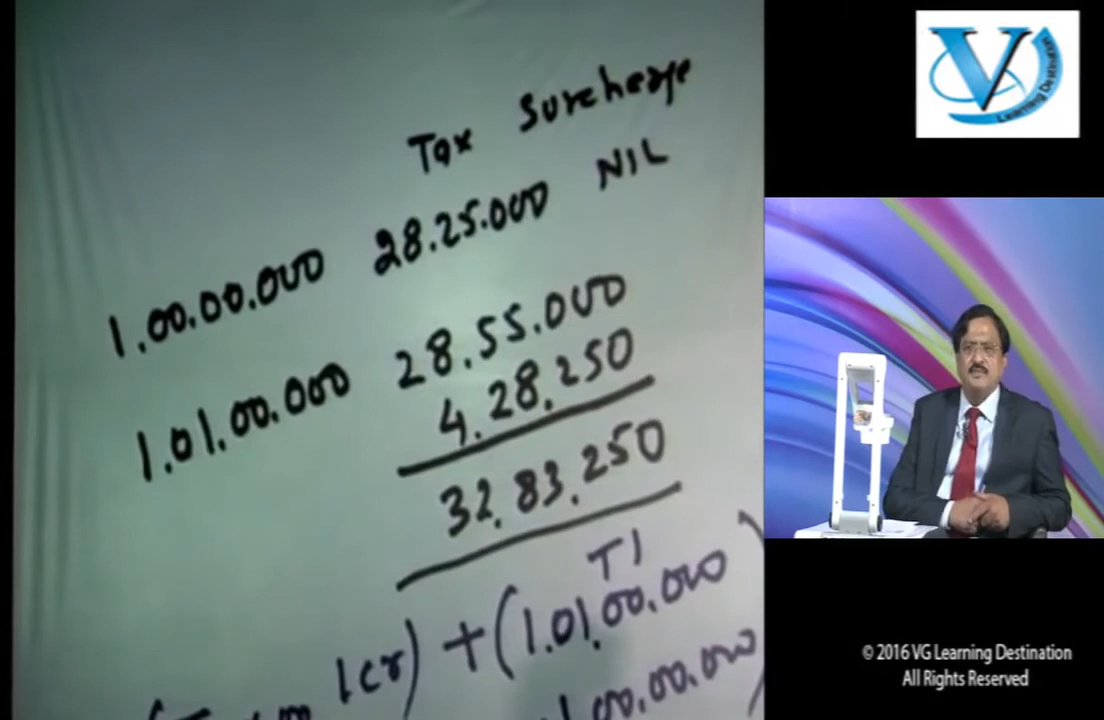 Tax Surcharge
1.00.00.000 28.25.000 NIL
1.01.00.000 28.55.000
4.28.250
32.83.250
TI
1cr) + (1.01.00.000
1.00.00.000)
V
Learning Destination
© 2016 VG Learning Destination
All Rights Reserved